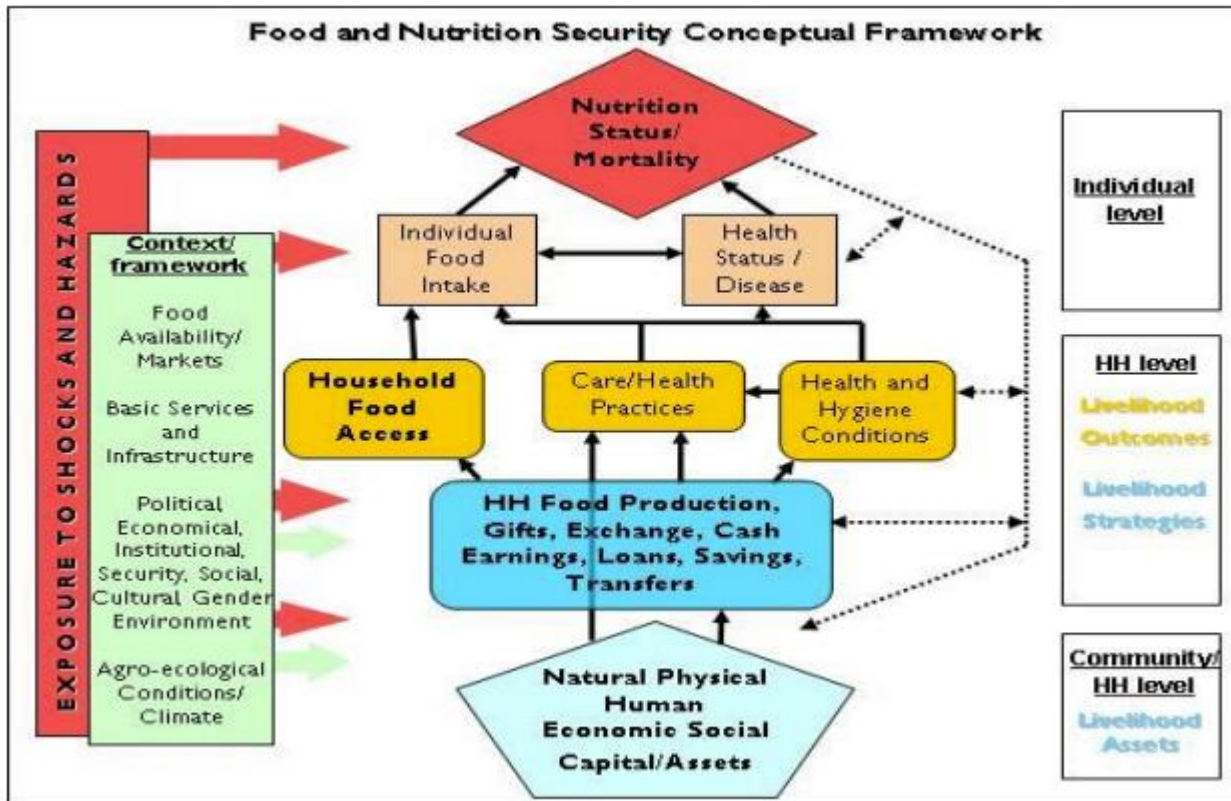 Food and Nutrition Security Conceptual Framework
EXPOSURE TO SHOCKS AND HAZARDS
Context/
framework
Food
Availability/
Markets
Basic Services
and
Infrastructure
Political,
Economical,
Institutional,
Security, Social,
Cultural, Gender
Environment
Agro-ecological
Conditions/
Climate
Nutrition
Status/
Mortality
Individual
Food
Intake
Health
Status /
Disease
Household
Food
Access
Care/Health
Practices
Health and
Hygiene
Conditions
HH Food Production,
Gifts, Exchange, Cash
Earnings, Loans, Savings,
Transfers
Natural Physical
Human
Economic Social
Capital/Assets
Individual
level
HH level
Livelihood
Outcomes
Livelihood
Strategies
Community/
HH level
Livelihood
Assets